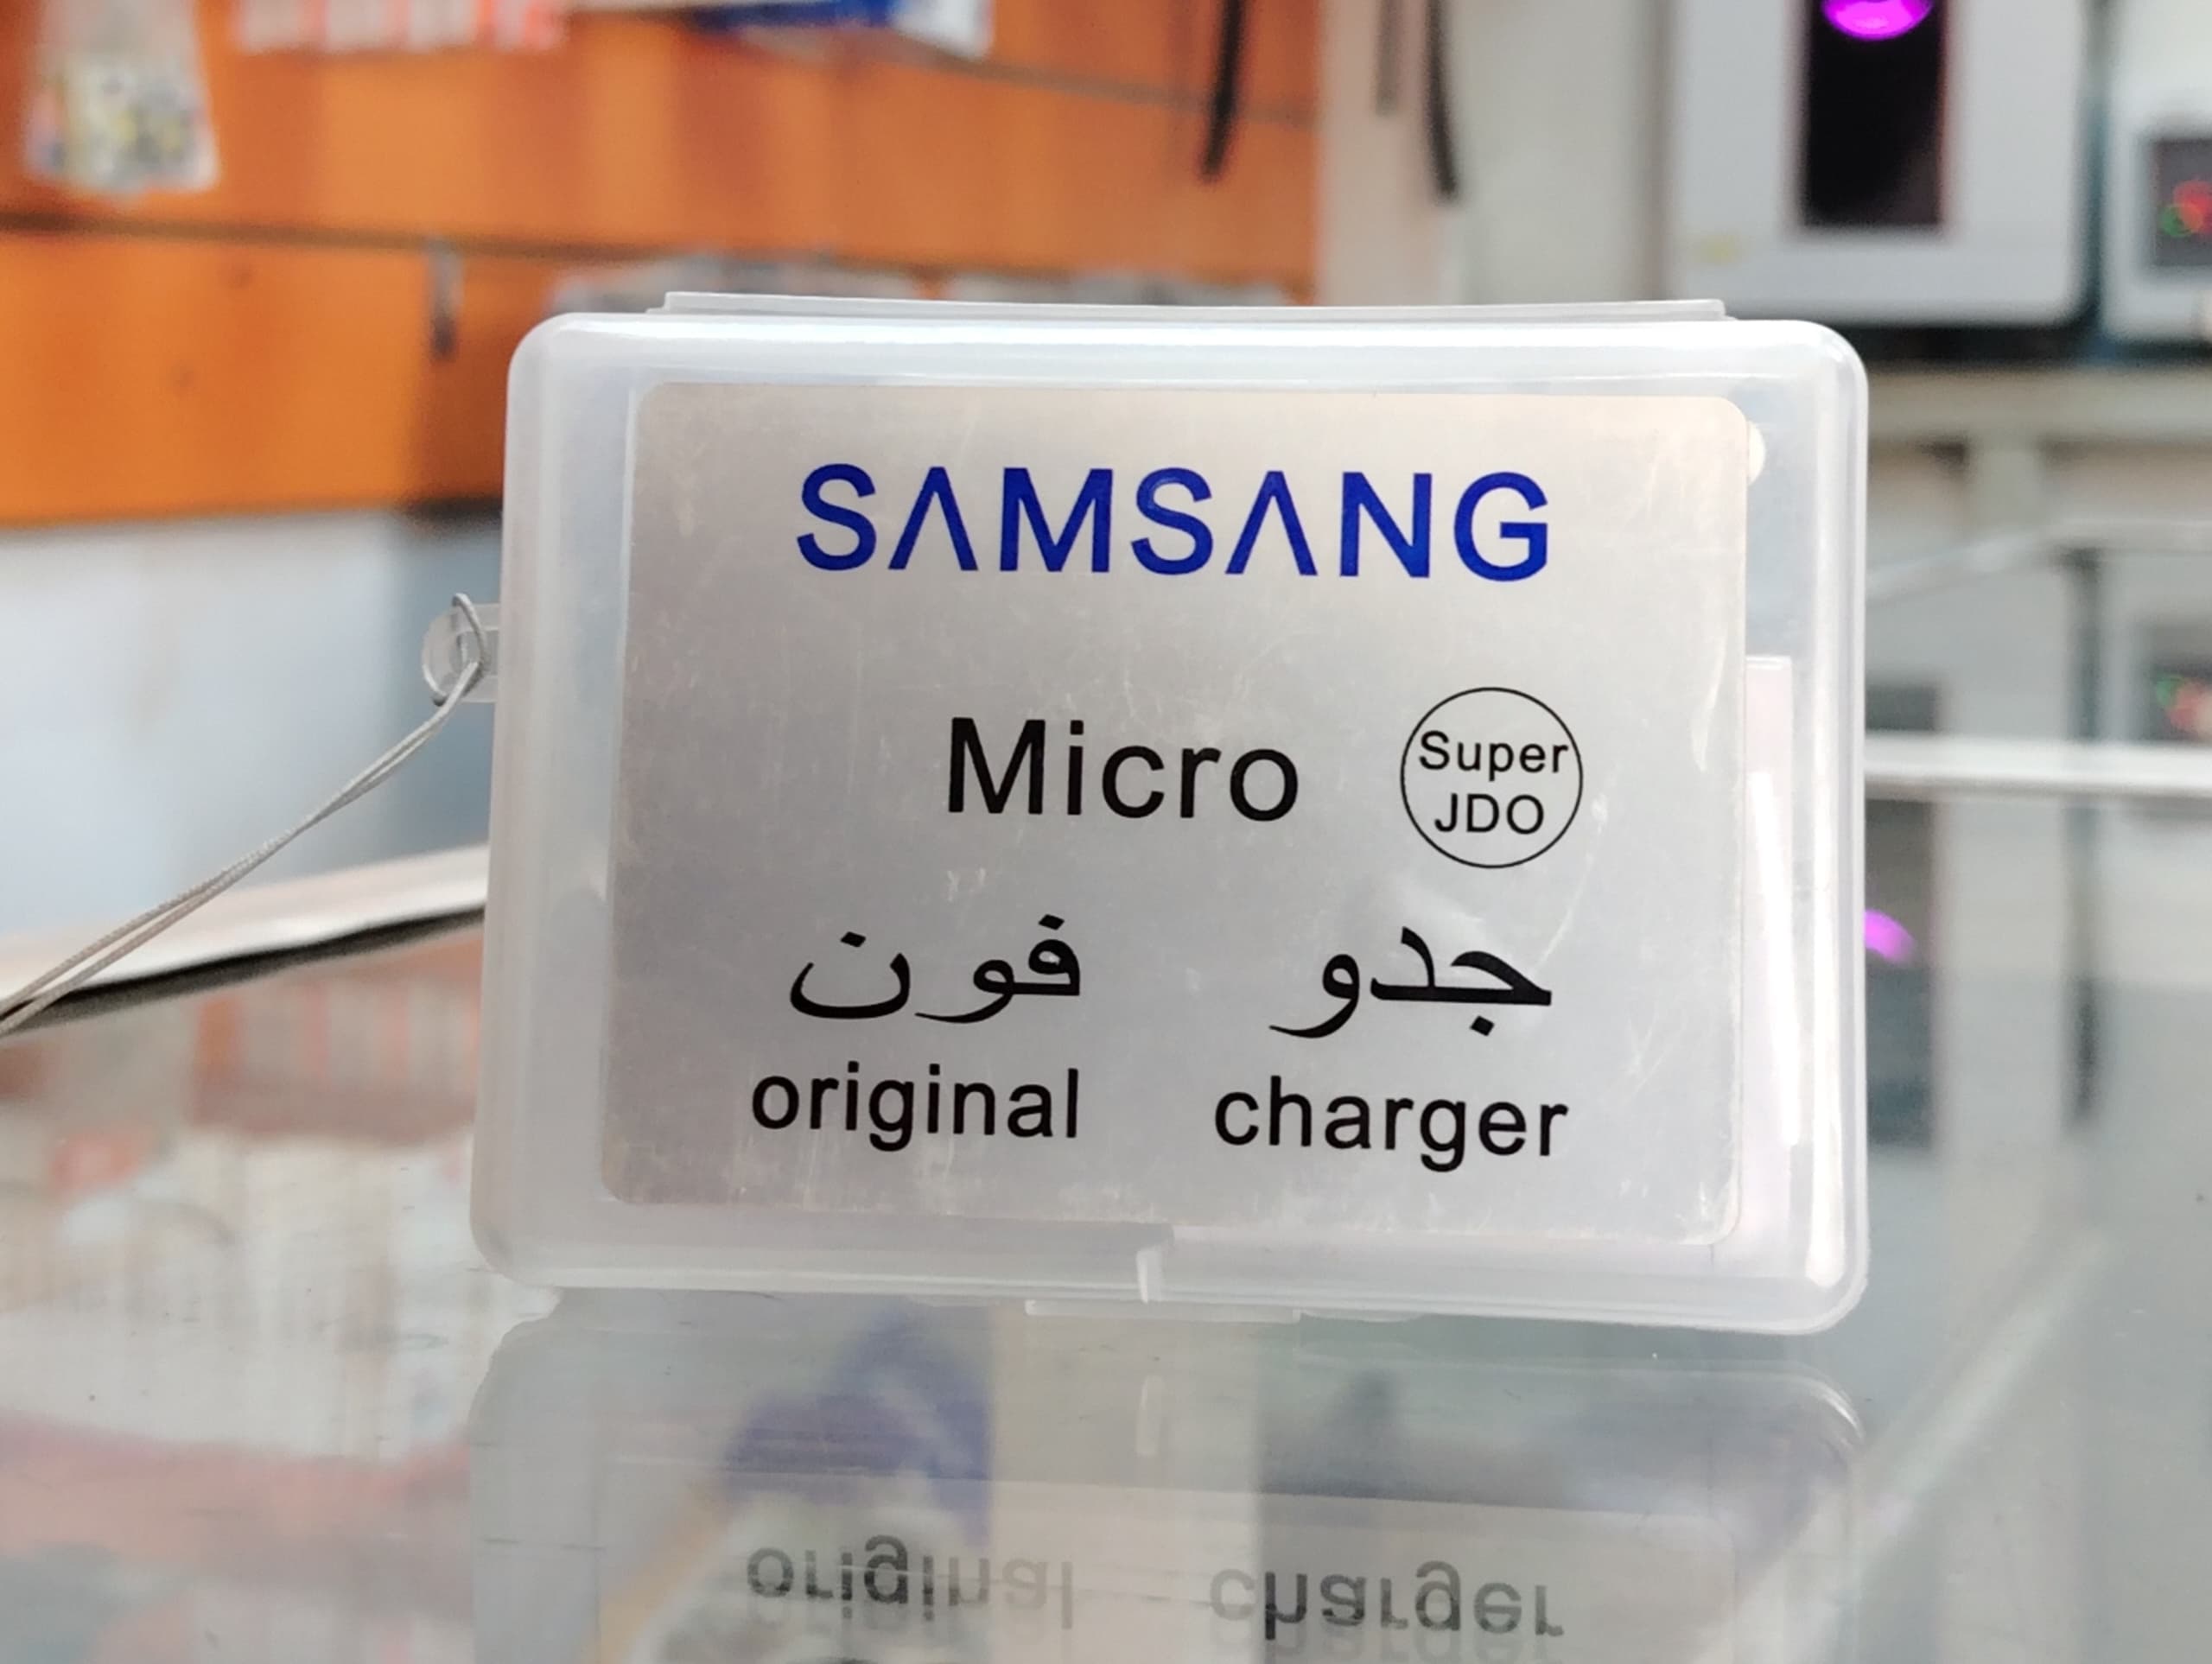 SAMSANG
Micro
Super
JDO
جدو فون
original charger